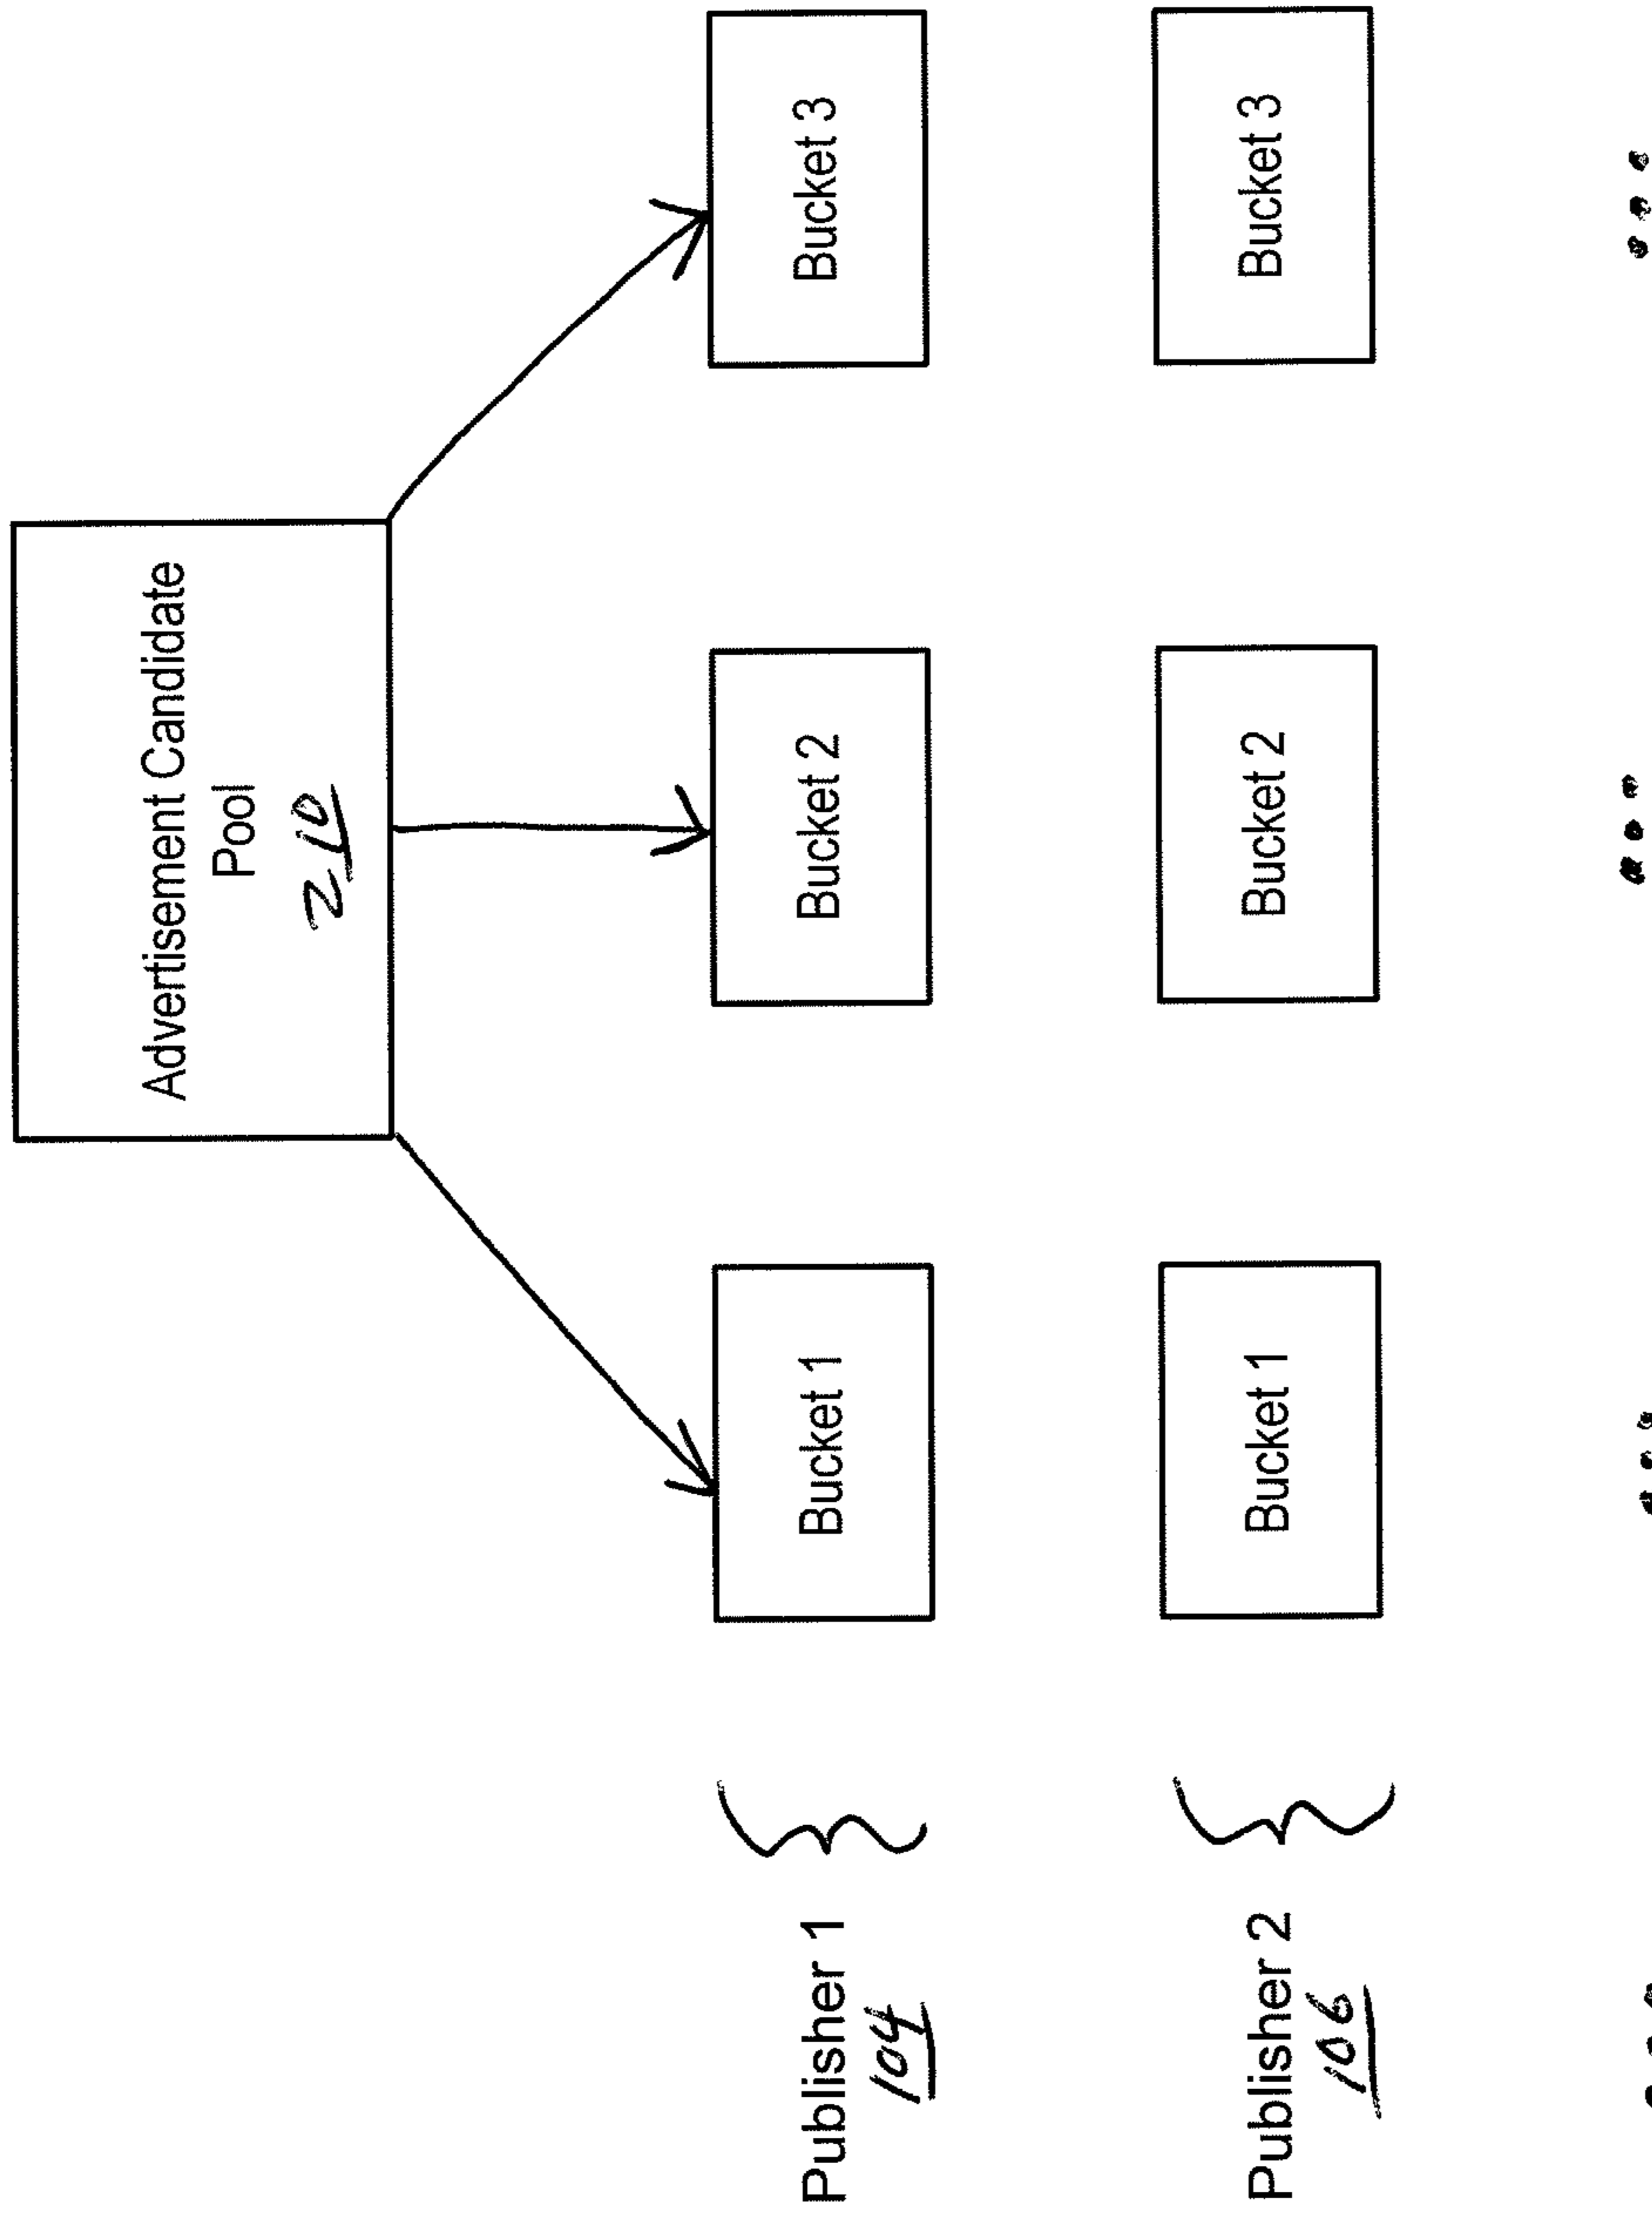 Advertisement Candidate
Pool
210
Bucket 1
Bucket 2
Bucket 3
Publisher 1
104
Bucket 1
Bucket 2
Bucket 3
Publisher 2
106